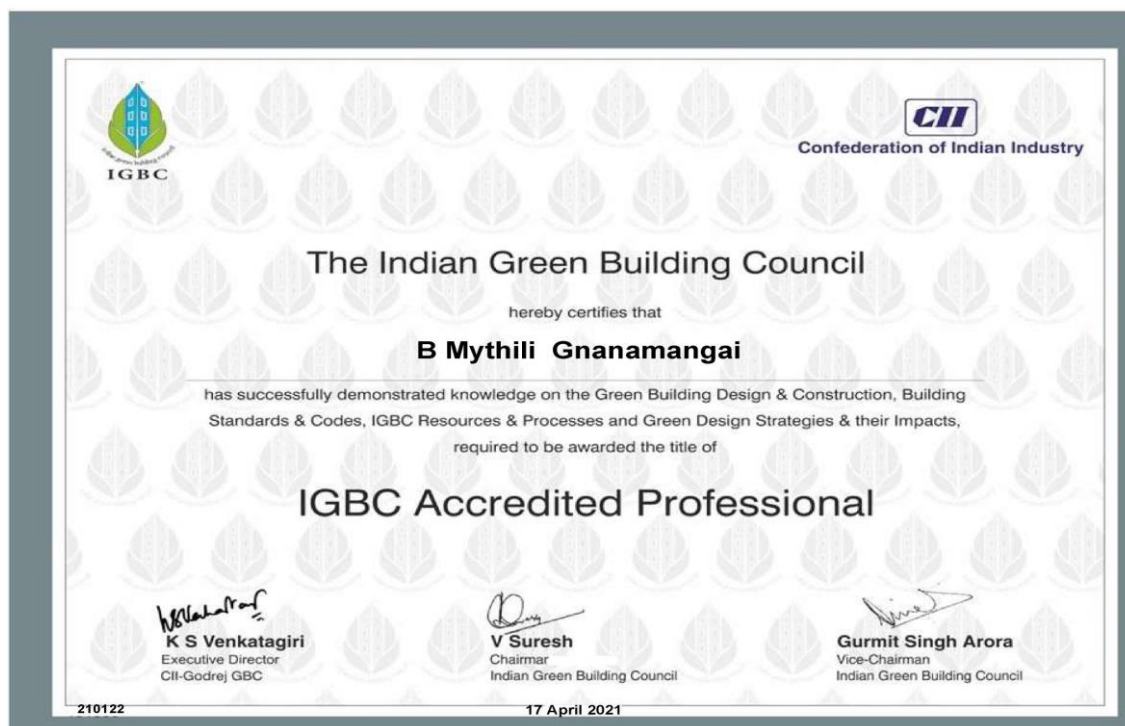 IGBC
CII
Confederation of Indian Industry
The Indian Green Building Council
hereby certifies that
B Mythili Gnanamangai
has successfully demonstrated knowledge on the Green Building Design & Construction, Building
Standards & Codes, IGBC Resources & Processes and Green Design Strategies & their Impacts,
required to be awarded the title of
IGBC Accredited Professional
K S Venkatagiri
Executive Director
CII-Godrej GBC
V Suresh
Chairmar
Indian Green Building Council
Gurmit Singh Arora
Vice-Chairman
Indian Green Building Council
210122
17 April 2021